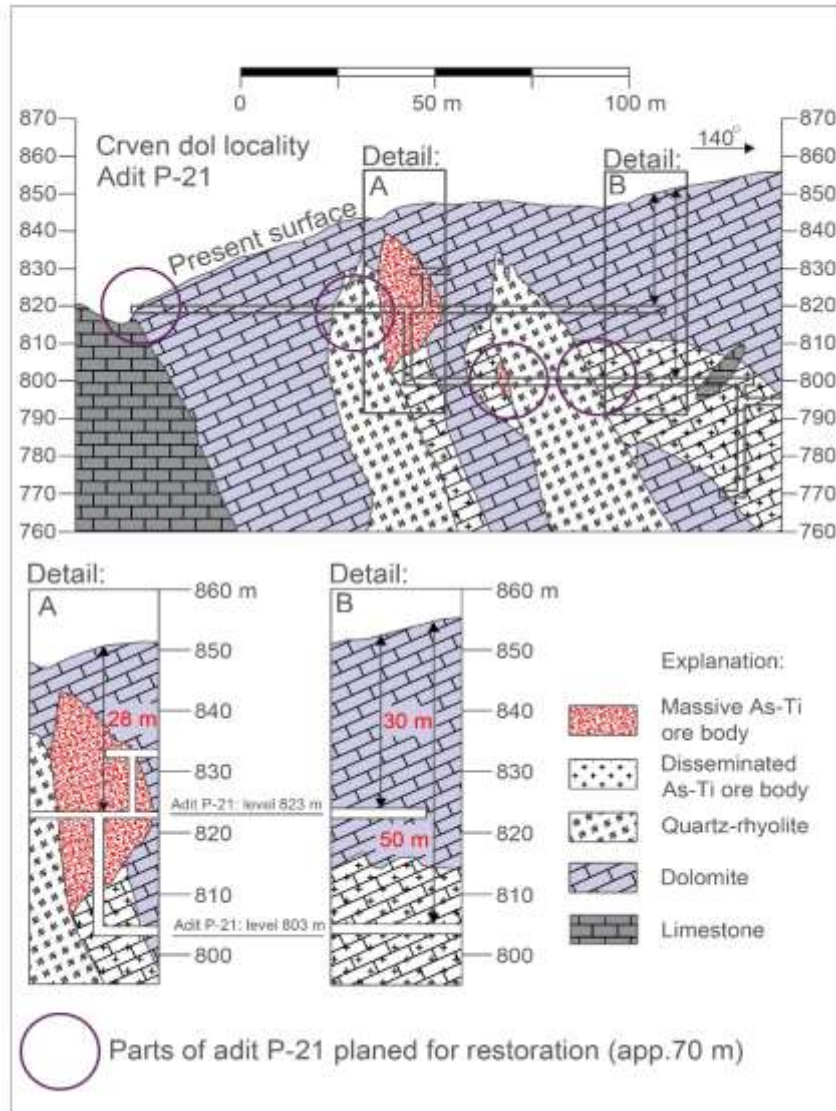 0 50 m 100 m
870 870
860 860
850 850
840 840
830 830
820 820
810 810
800 800
790 790
780 780
770 770
760 760
Crven dol locality
Adit P-21
Detail:
A
Detail:
B
140°
Present surface
Detail:
A
860 m
850
840
830
820
810
800
28 m
Adit P-21: level 823 m
Adit P-21: level 803 m
Detail:
B
860 m
850
840
830
820
810
800
30 m
50 m
Explanation:
Massive As-Ti
ore body
Disseminated
As-Ti ore body
Quartz-rhyolite
Dolomite
Limestone
Parts of adit P-21 planed for restoration (app.70 m)